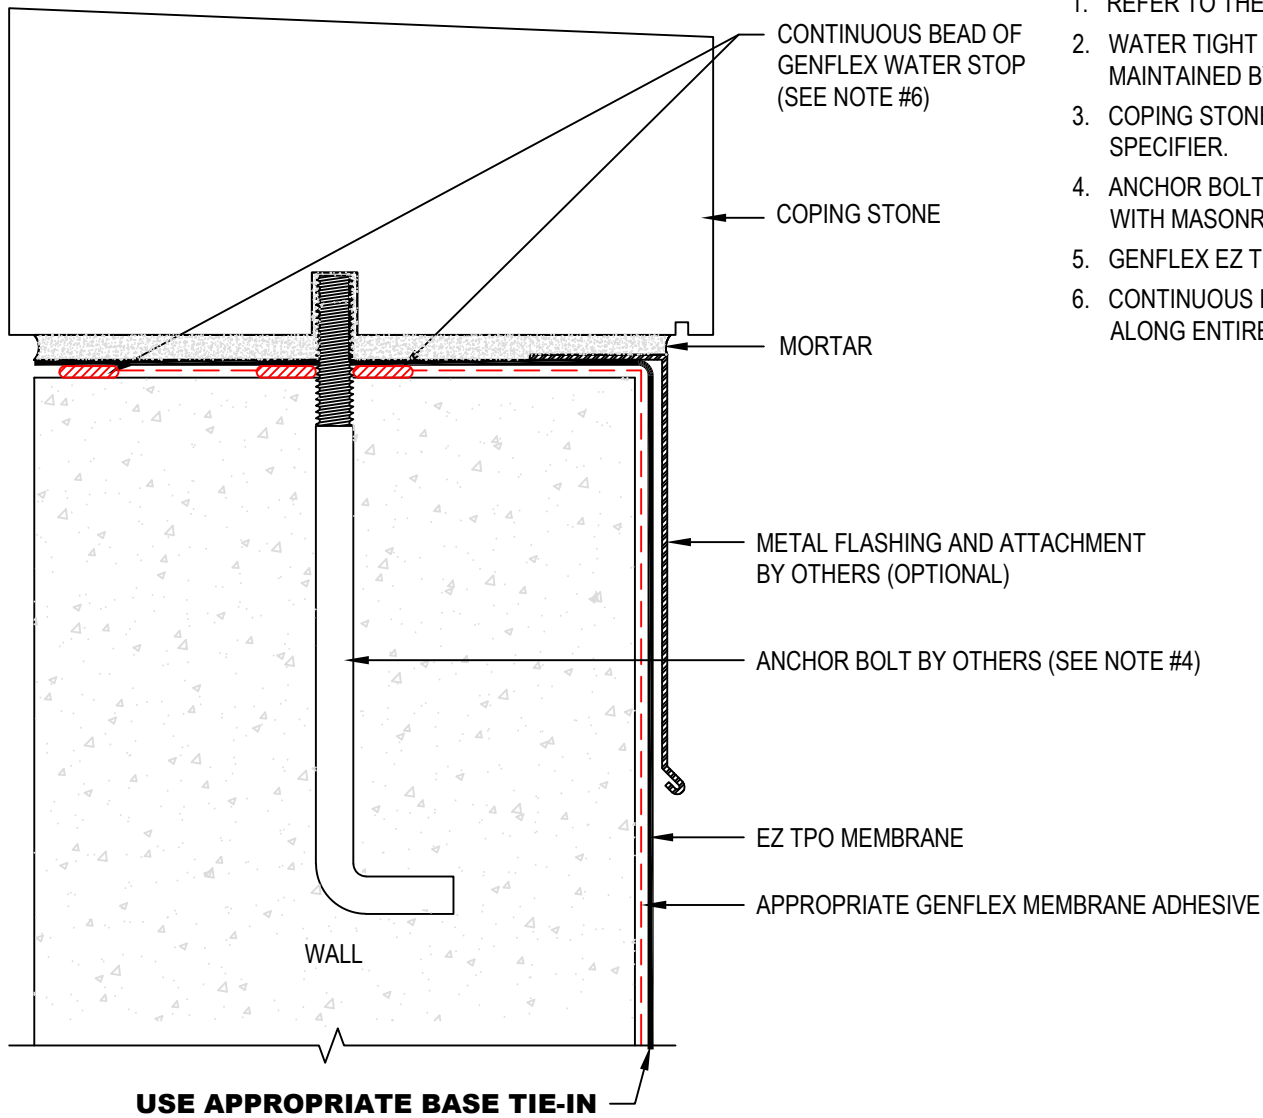 CONTINUOUS BEAD OF
GENFLEX WATER STOP
(SEE NOTE #6)
COPING STONE
MORTAR
METAL FLASHING AND ATTACHMENT
BY OTHERS (OPTIONAL)
ANCHOR BOLT BY OTHERS (SEE NOTE #4)
EZ TPO MEMBRANE
APPROPRIATE GENFLEX MEMBRANE ADHESIVE
WALL
USE APPROPRIATE BASE TIE-IN
1. REFER TO THE
2. WATER TIGHT
MAINTAINED B
3. COPING STONE
SPECIFIER.
4. ANCHOR BOLT
WITH MASONR
5. GENFLEX EZ T
6. CONTINUOUS
ALONG ENTIRE